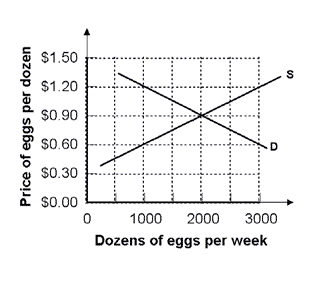 Price of eggs per dozen
$1.50
$1.20
$0.90
$0.60
$0.30
$0.00
S
D
0 1000 2000 3000
Dozens of eggs per week